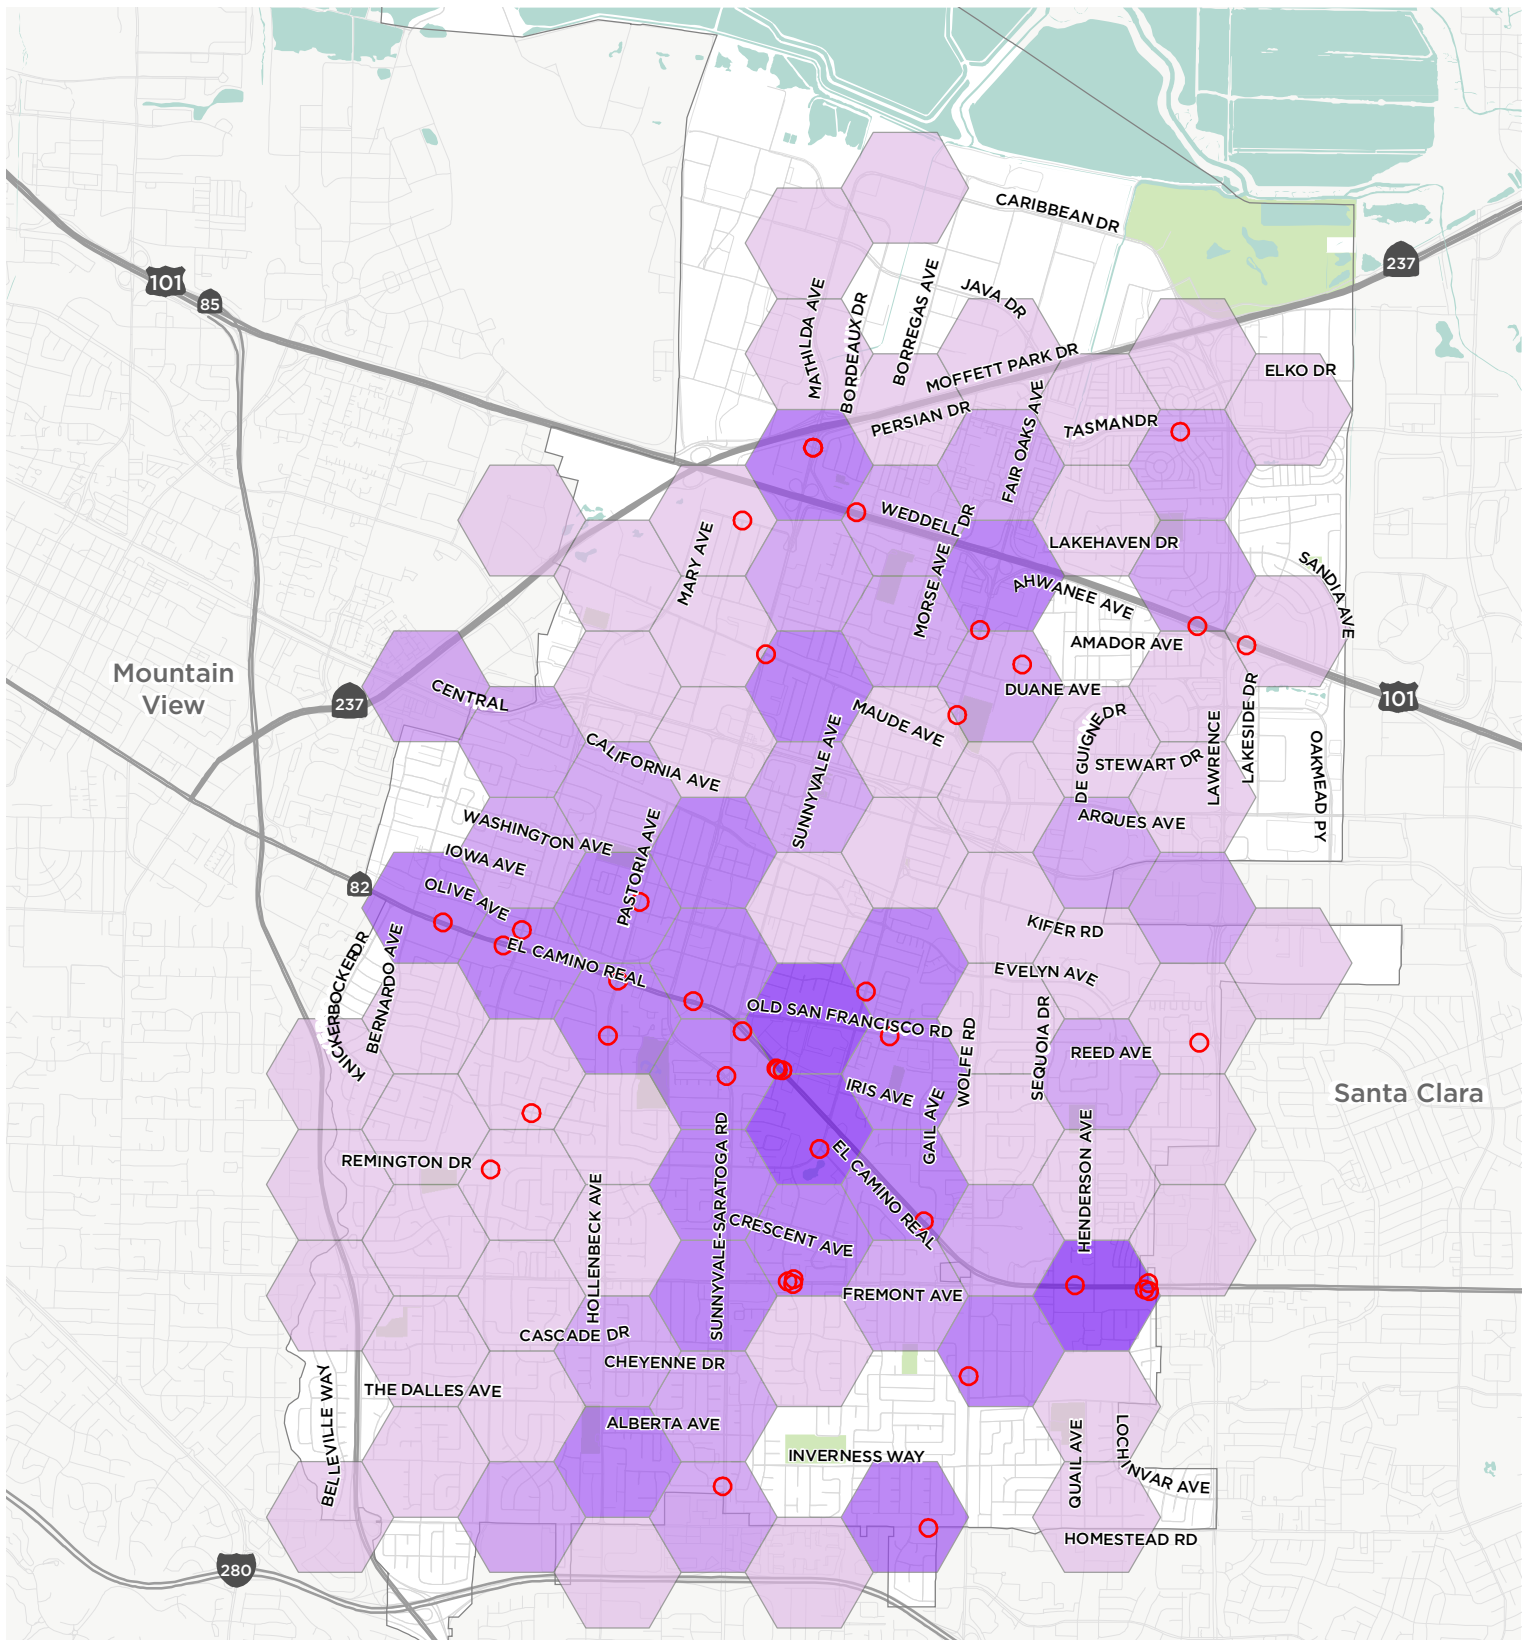 CARIBBEAN DR
237
101
85
JAVA DR
MATHILDA AVE
BORDEAUX DR
BORREGAS AVE
MOFFETT PARK DR
ELKO DR
PERSIAN DR
FAIR OAKS AVE
TASMAN DR
WEDDELL DR
MARY AVE
MORSE AVE
LAKEHAVEN DR
AHWANEE AVE
SANDIA AVE
AMADOR AVE
Mountain
View
237
CENTRAL
DUANE AVE
101
MAUDE AVE
DE GUIGNE DR
LAWRENCE
LAKESIDE DR
CALIFORNIA AVE
SUNNYVALE AVE
STEWART DR
OAKMEAD PY
WASHINGTON AVE
PASTORIA AVE
ARQUES AVE
IOWA AVE
82
OLIVE AVE
KIFER RD
EL CAMINO REAL
KNICKERBOCKER DR
BERNARDO AVE
EVELYN AVE
OLD SAN FRANCISCO RD
WOLFE RD
SEQUOIA DR
REED AVE
IRIS AVE
GAIL AVE
Santa Clara
REMINGTON DR
EL CAMINO REAL
HENDERSON AVE
HOLLENBECK AVE
SUNNYVALE-SARATOGA RD
CRESCENT AVE
FREMONT AVE
CASCADE DR
CHEYENNE DR
THE DALLES AVE
BELLEVILLE WAY
ALBERTA AVE
INVERNESS WAY
QUAIL AVE
LOCHINVAR AVE
HOMESTEAD RD
280